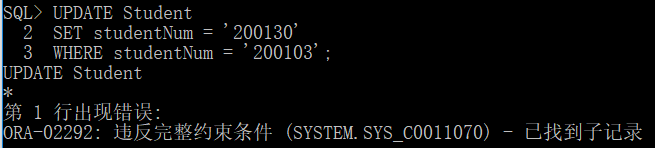 SQL> UPDATE Student
  2  SET studentNum = '200130'
  3  WHERE studentNum = '200103';
UPDATE Student
*
第 1 行出现错误:
ORA-02292: 违反完整约束条件 (SYSTEM.SYS_C0011070) - 已找到子记录